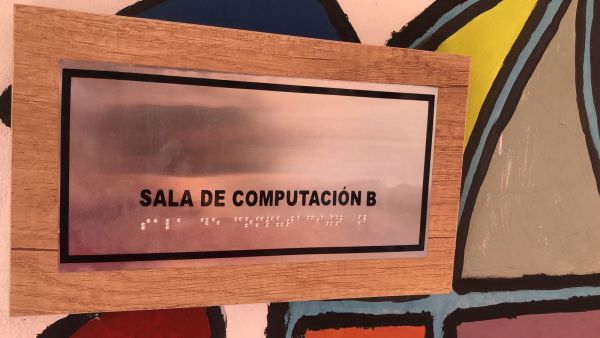 SALA DE COMPUTACIÓN B